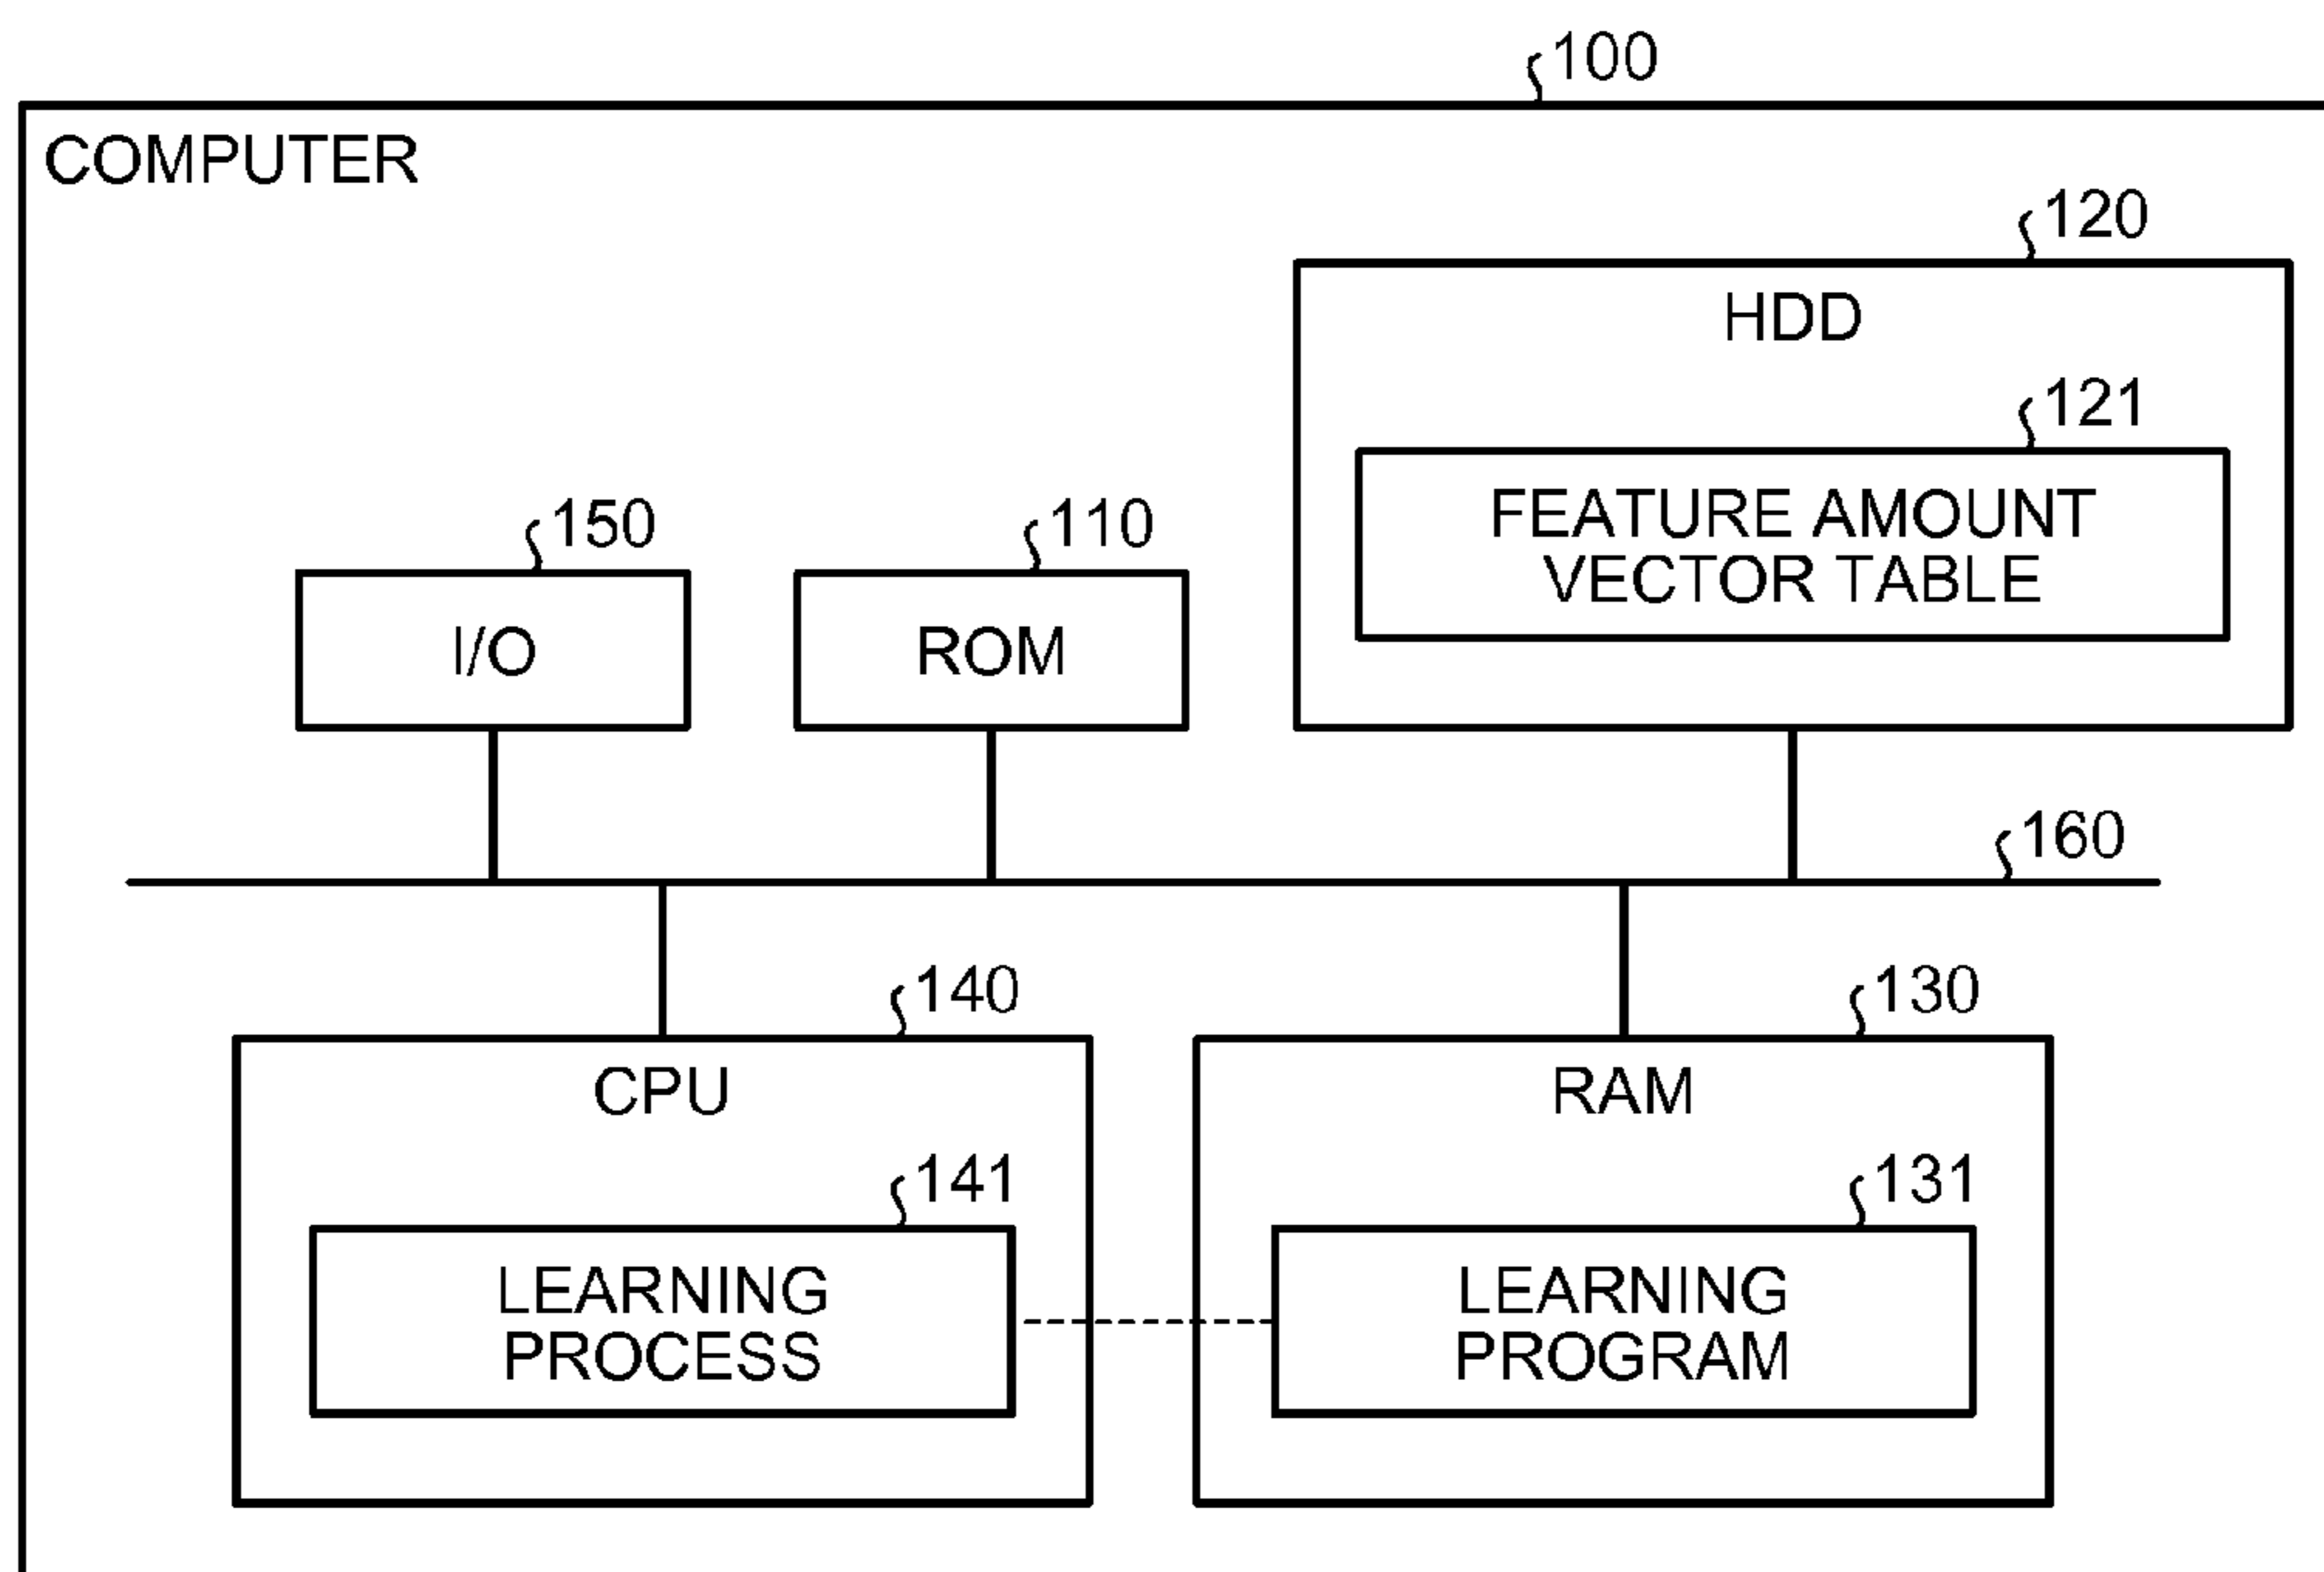 100
COMPUTER
120
HDD
121
FEATURE AMOUNT
VECTOR TABLE
150
I/O
110
ROM
160
140
CPU
141
LEARNING
PROCESS
130
RAM
131
LEARNING
PROGRAM